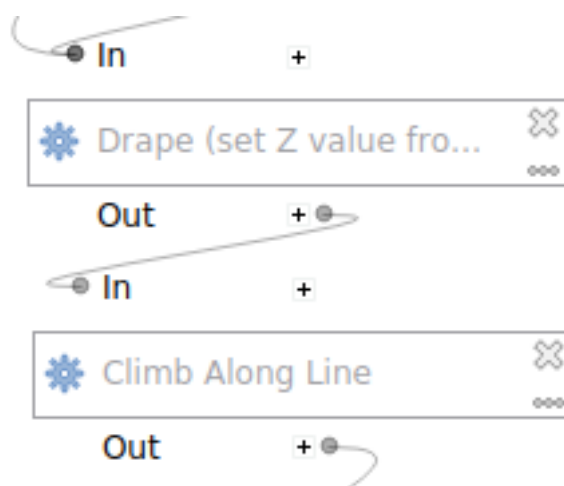 In
Drape (set Z value fro...
Out
In
Climb Along Line
Out